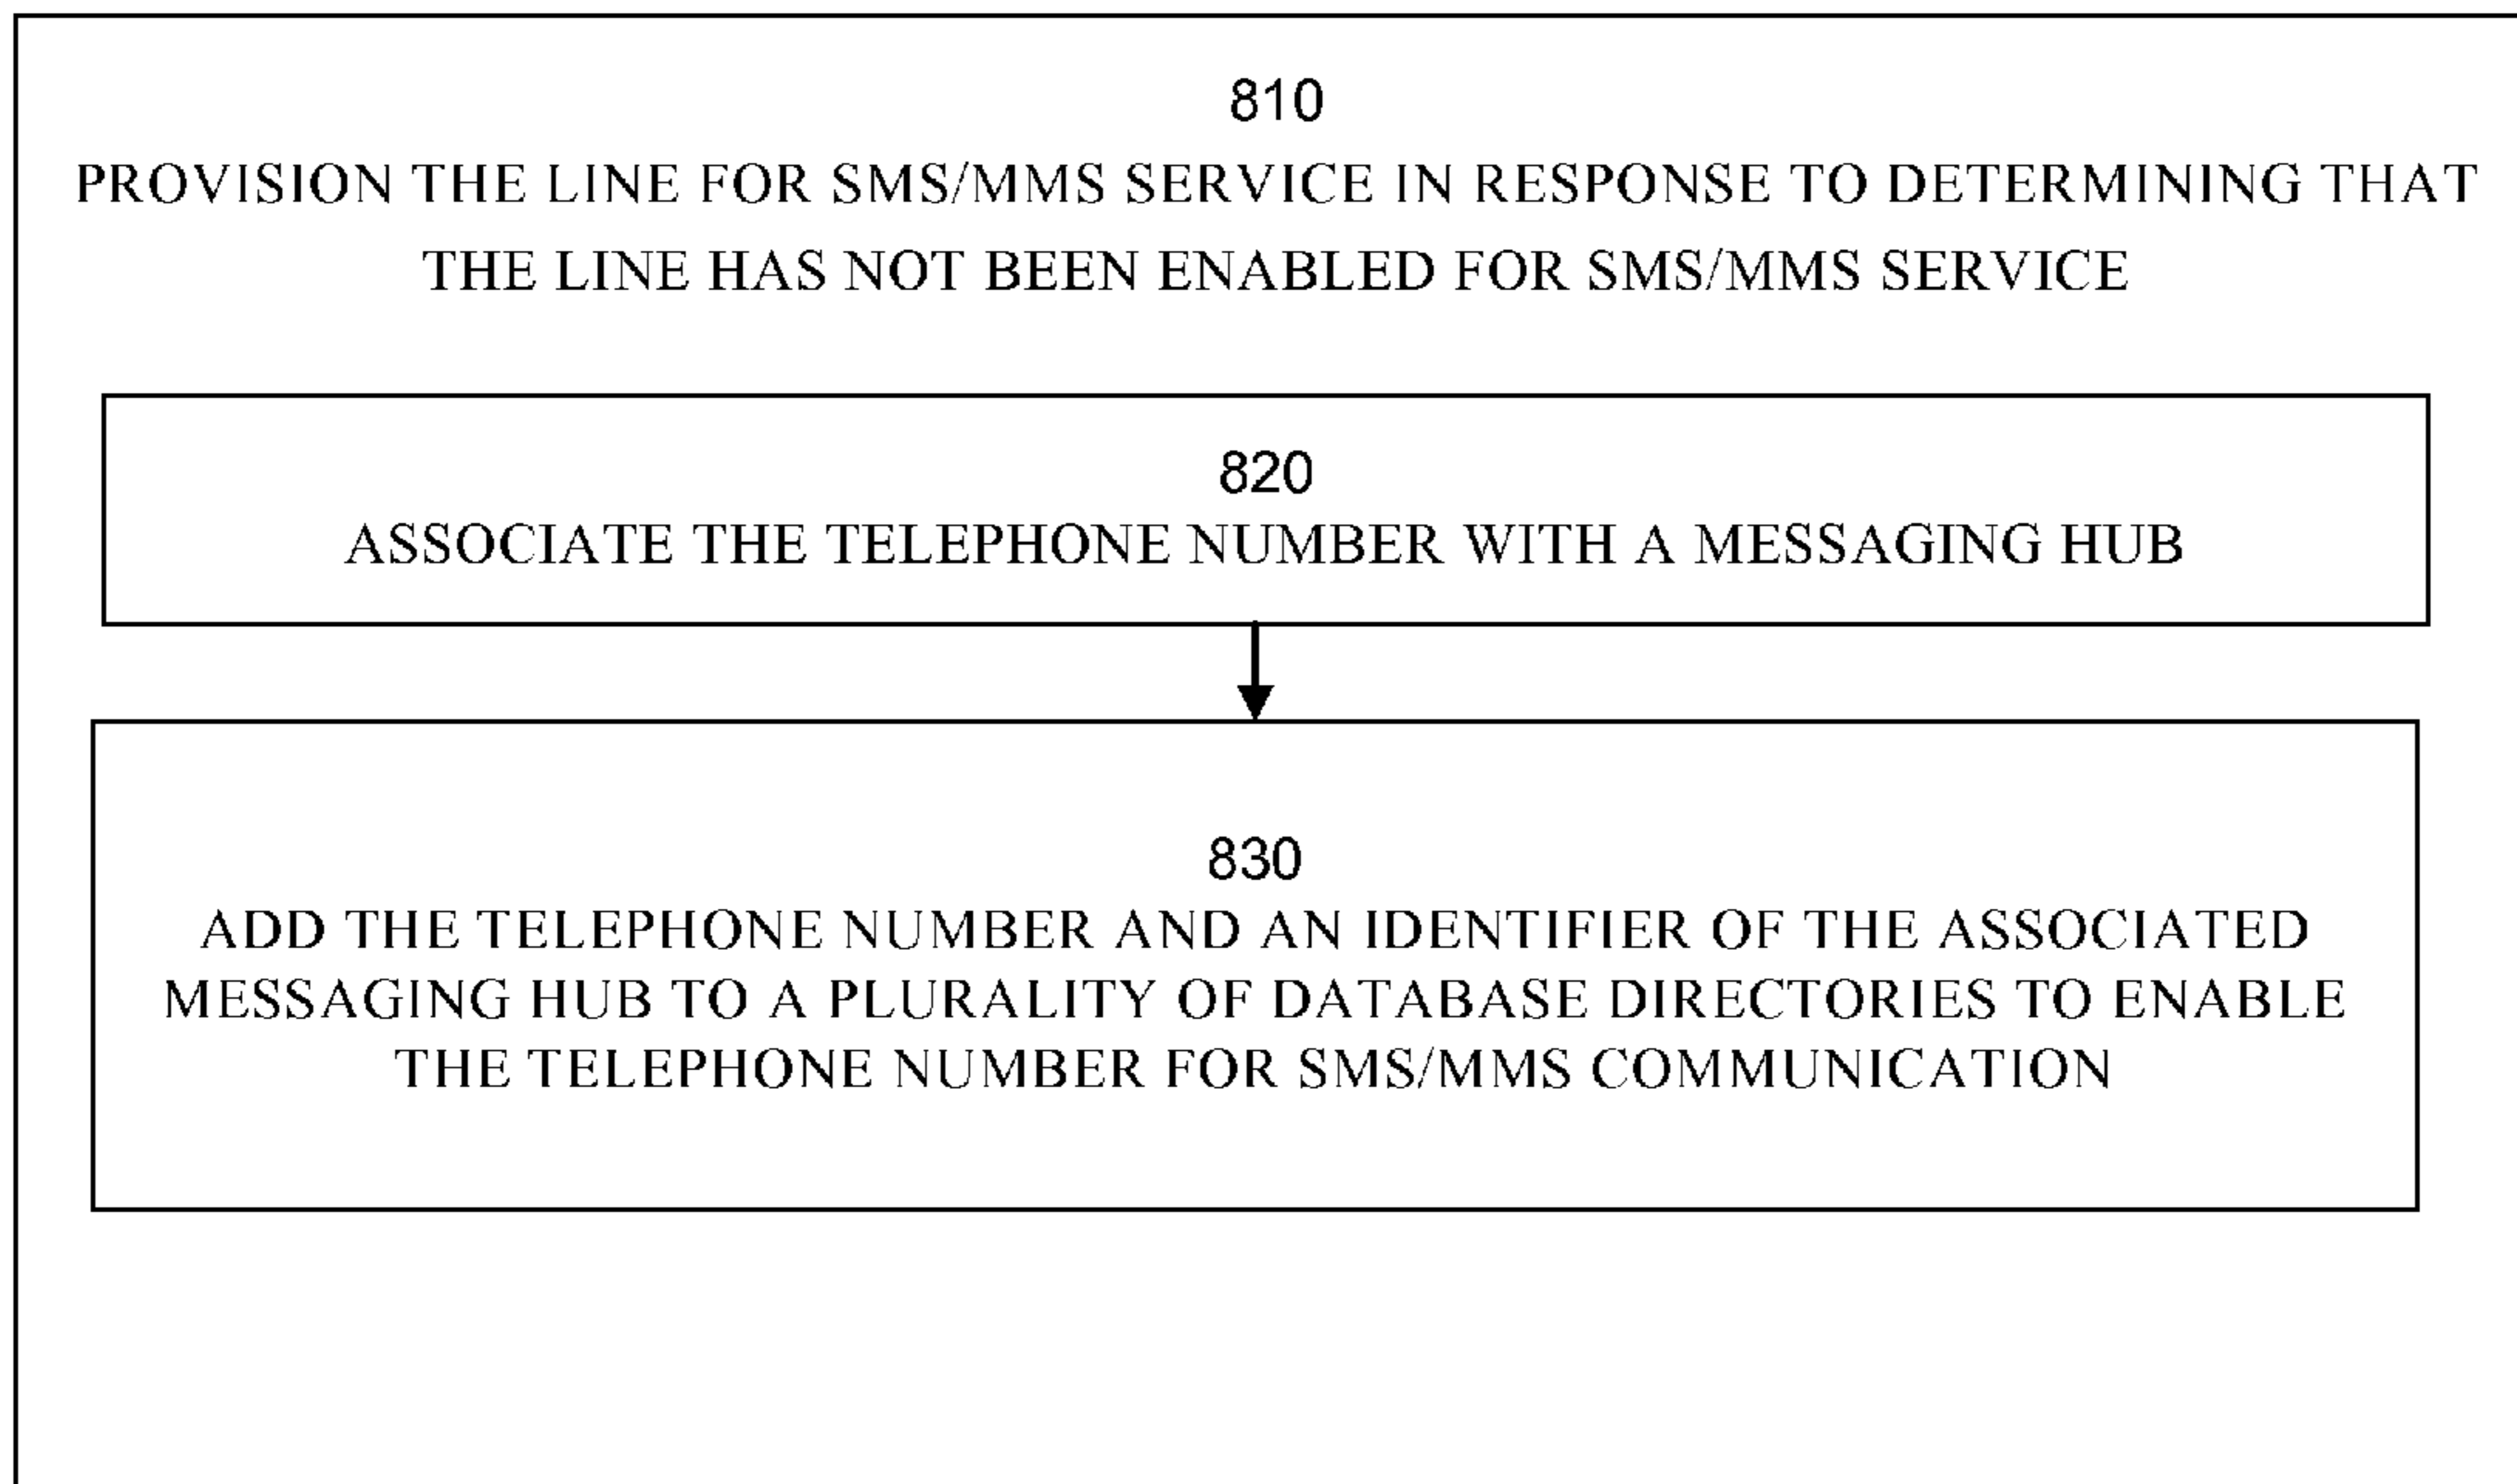 810
PROVISION THE LINE FOR SMS/MMS SERVICE IN RESPONSE TO DETERMINING THAT
THE LINE HAS NOT BEEN ENABLED FOR SMS/MMS SERVICE
820
ASSOCIATE THE TELEPHONE NUMBER WITH A MESSAGING HUB
830
ADD THE TELEPHONE NUMBER AND AN IDENTIFIER OF THE ASSOCIATED
MESSAGING HUB TO A PLURALITY OF DATABASE DIRECTORIES TO ENABLE
THE TELEPHONE NUMBER FOR SMS/MMS COMMUNICATION